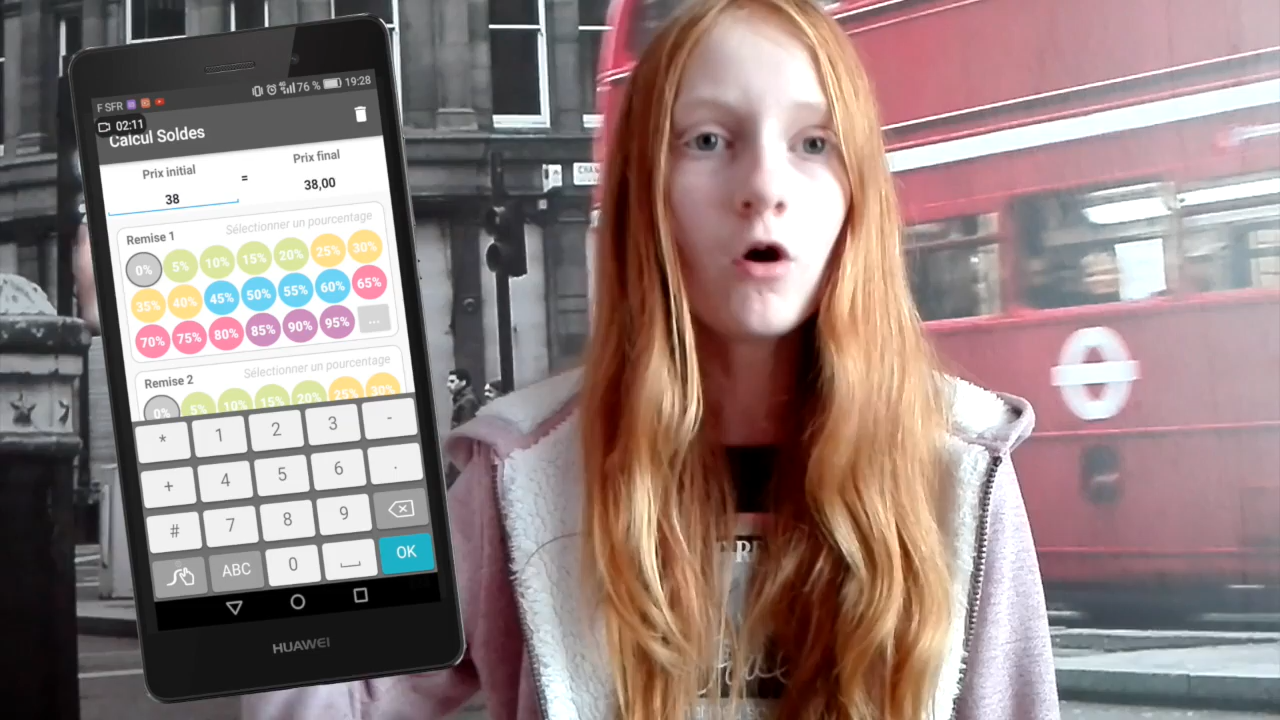 F SFR 76 % 19:28
02:11
Calcul Soldes
Prix initial = Prix final
38 38,00
Remise 1 Sélectionner un pourcentage
0% 5% 10% 15% 20% 25% 30%
35% 40% 45% 50% 55% 60% 65%
70% 75% 80% 85% 90% 95% ...
Remise 2 Sélectionner un pourcentage
0% 5% 10% 15% 20% 25% 30%
* 1 2 3 -
+ 4 5 6 .
# 7 8 9
ABC 0 OK
HUAWEI